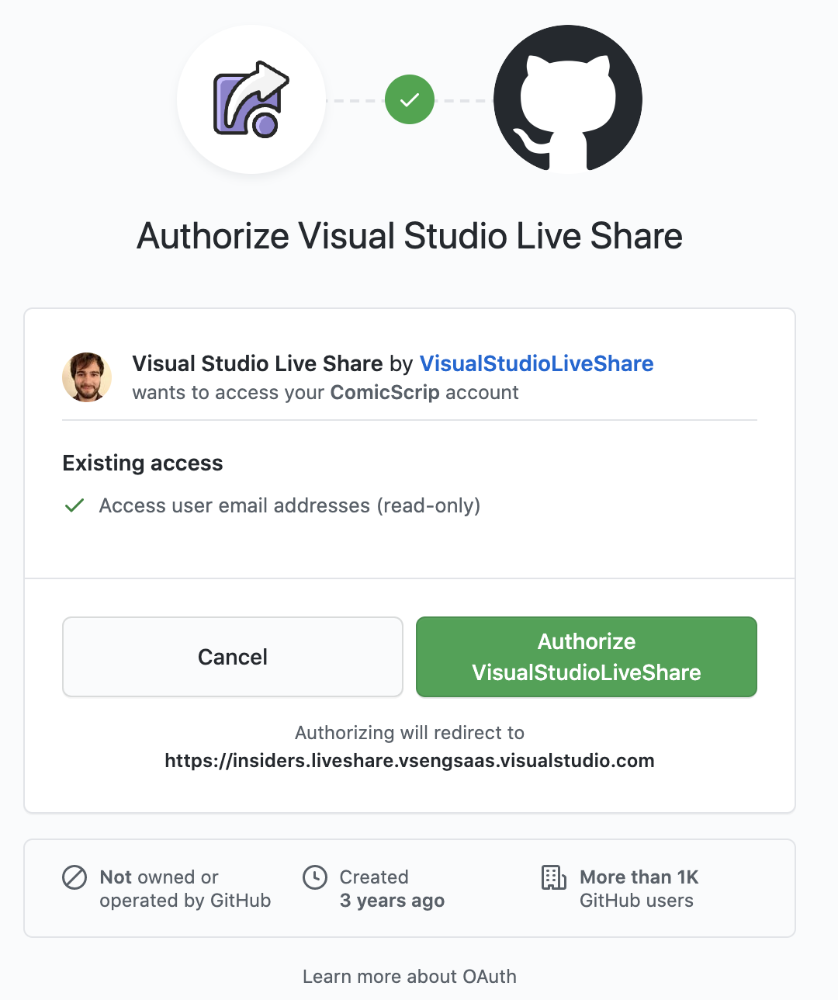 Authorize Visual Studio Live Share
Visual Studio Live Share by VisualStudioLiveShare
wants to access your ComicScrip account
Existing access
Access user email addresses (read-only)
Cancel
Authorize
VisualStudioLiveShare
Authorizing will redirect to
https://insiders.liveshare.vsengsaas.visualstudio.com
Not owned or
operated by GitHub
Created
3 years ago
More than 1K
GitHub users
Learn more about OAuth